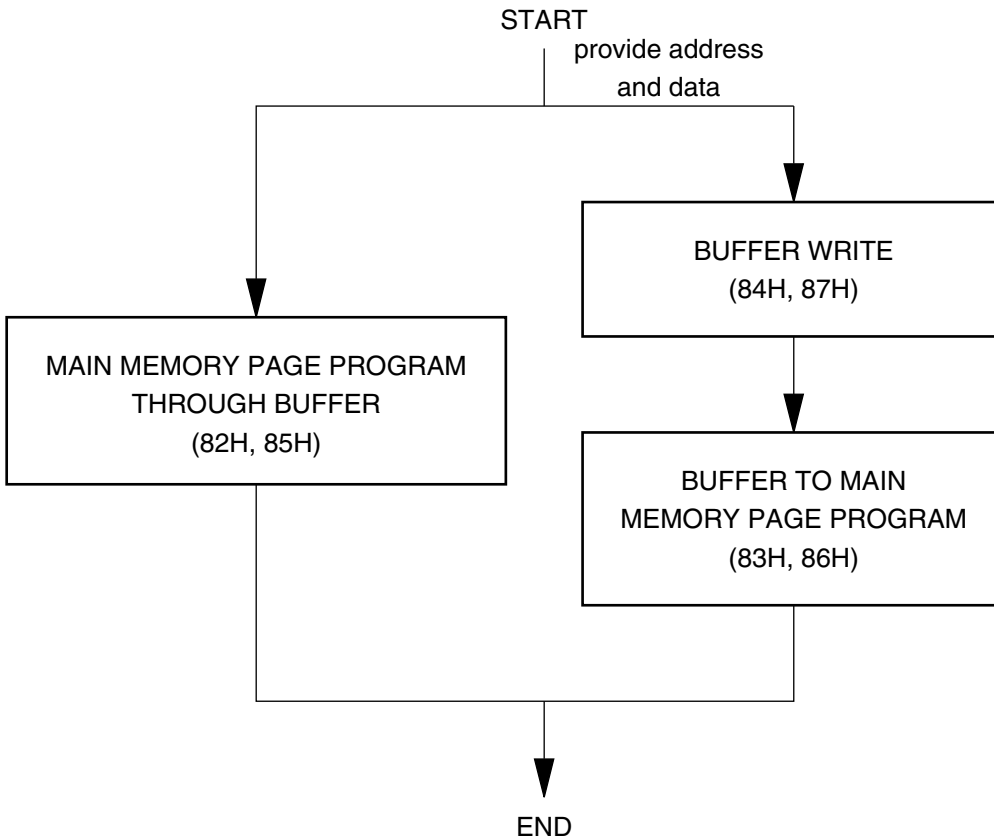 START
provide address
and data
BUFFER WRITE
(84H, 87H)
MAIN MEMORY PAGE PROGRAM
THROUGH BUFFER
(82H, 85H)
BUFFER TO MAIN
MEMORY PAGE PROGRAM
(83H, 86H)
END